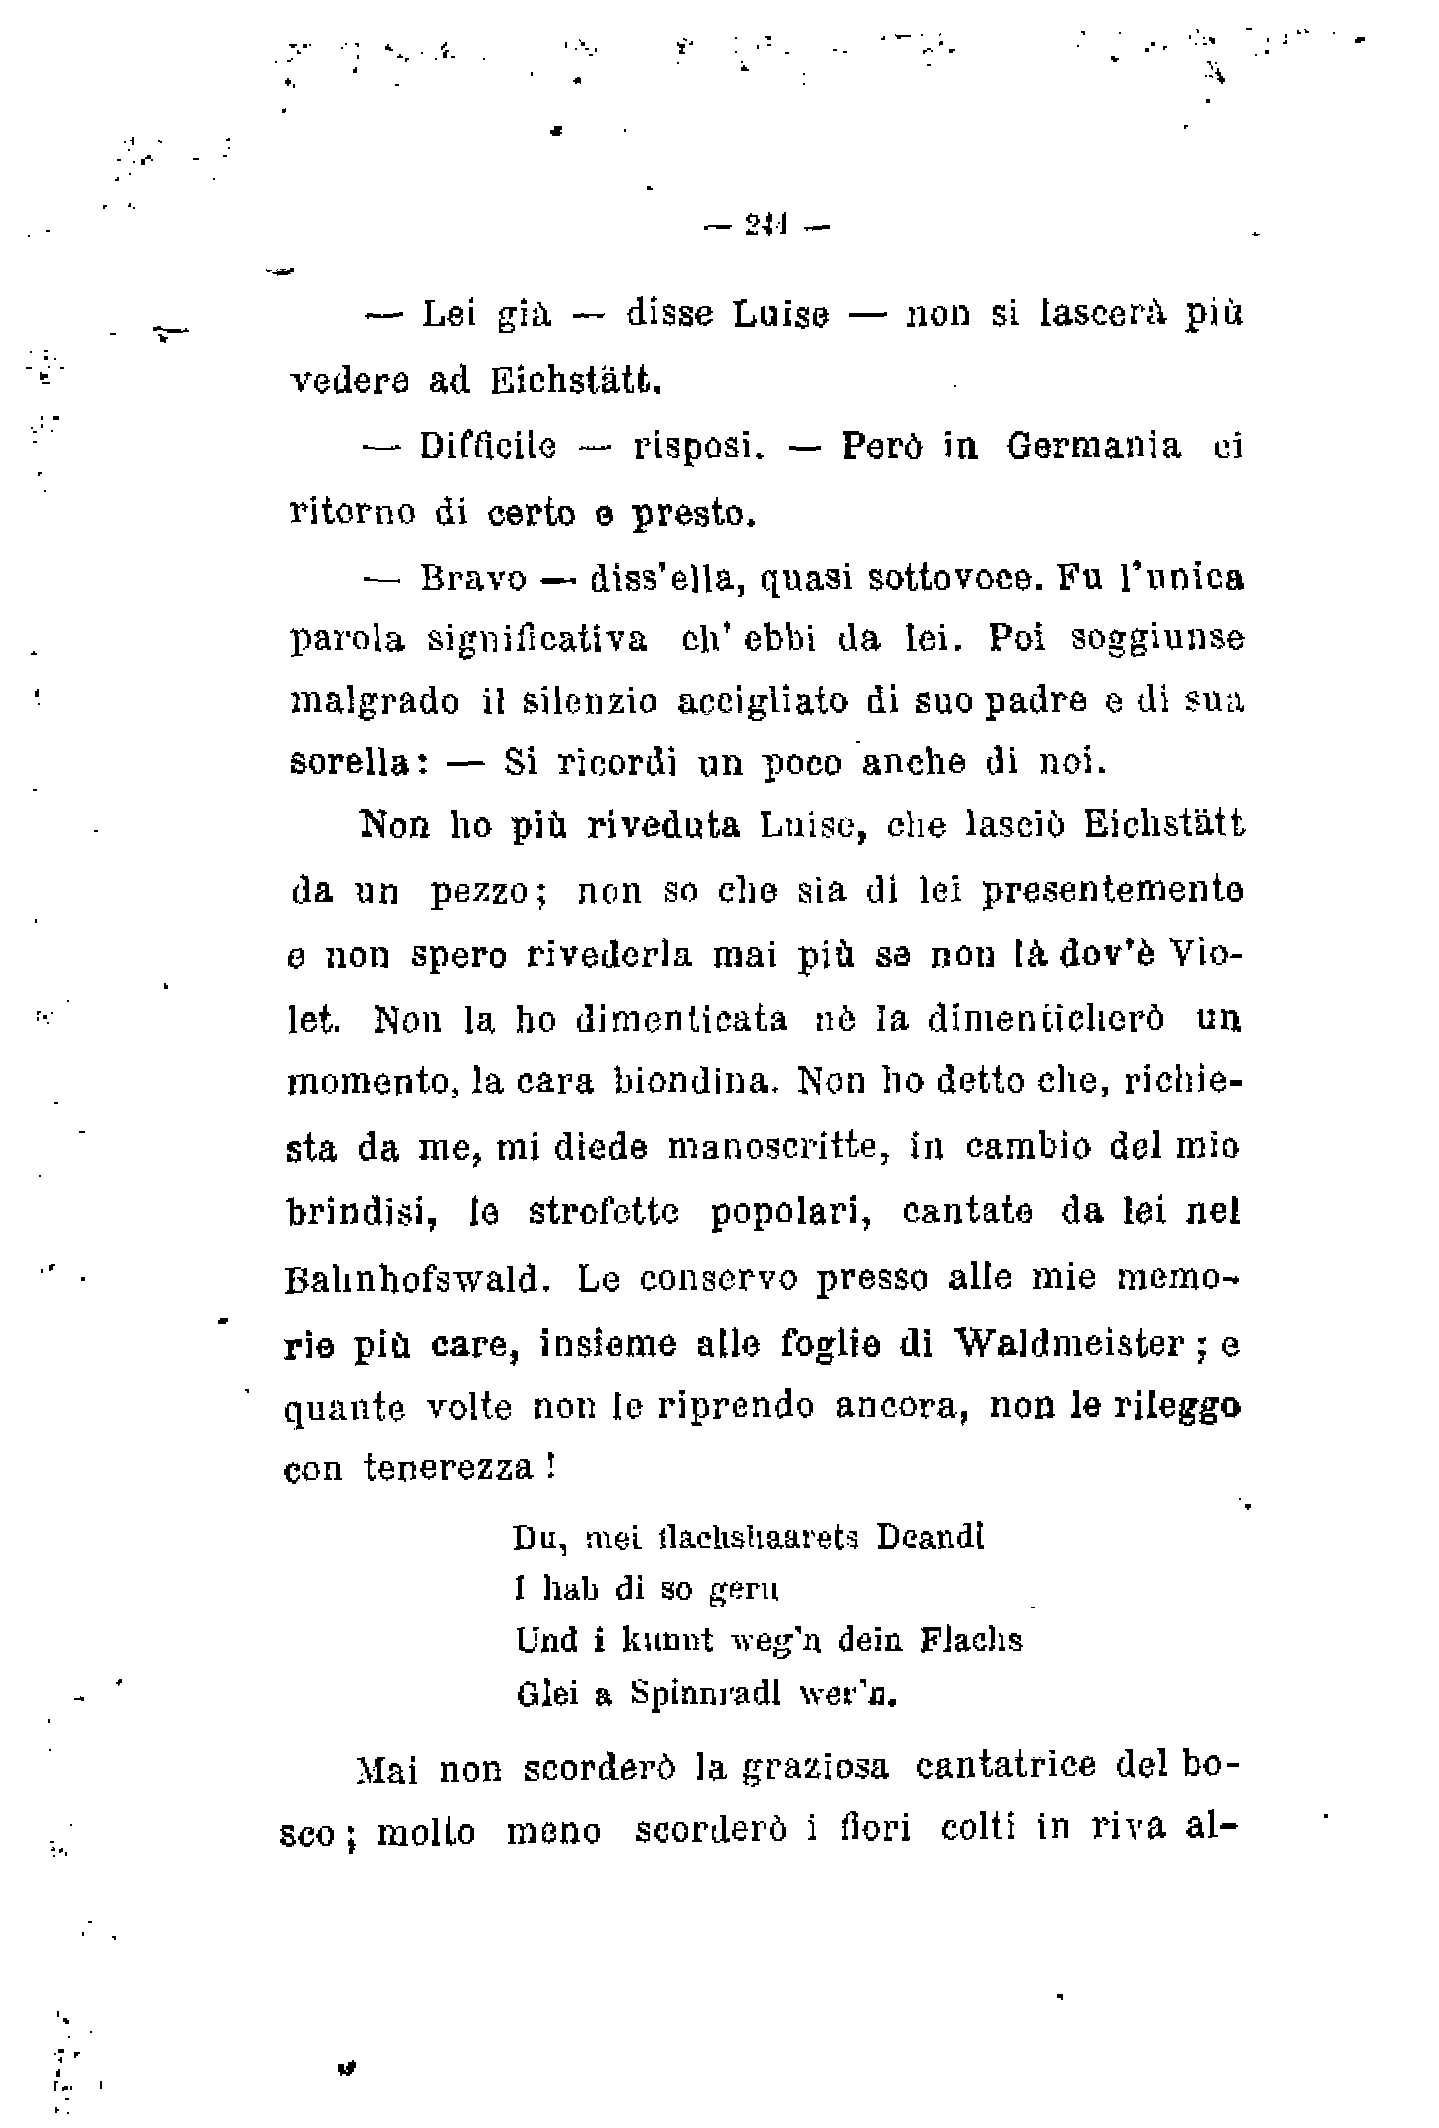 — 244 —
— Lei già — disse Luise — non si lascerà più
vedere ad Eichstätt.
— Difficile — risposi. — Però in Germania ci
ritorno di certo e presto.
— Bravo — diss'ella, quasi sottovoce. Fu l'unica
parola significativa ch' ebbi da lei. Poi soggiunse
malgrado il silenzio accigliato di suo padre e di sua
sorella: — Si ricordi un poco anche di noi.
Non ho più riveduta Luise, che lasciò Eichstätt
da un pezzo; non so che sia di lei presentemente
e non spero rivederla mai più se non là dov'è Vio-
let. Non la ho dimenticata nè la dimenticherò un
momento, la cara biondina. Non ho detto che, richie-
sta da me, mi diede manoscritte, in cambio del mio
brindisi, le strofette popolari, cantate da lei nel
Bahnhofswald. Le conservo presso alle mie memo-
rie più care, insieme alle foglie di Waldmeister ; e
quante volte non le riprendo ancora, non le rileggo
con tenerezza !
Du, mei flachshaarets Deandl
I hab di so gern
Und i kunnt weg'n dein Flachs
Glei a Spinnradl wer'n.
Mai non scorderò la graziosa cantatrice del bo-
sco ; molto meno scorderò i fiori colti in riva al-